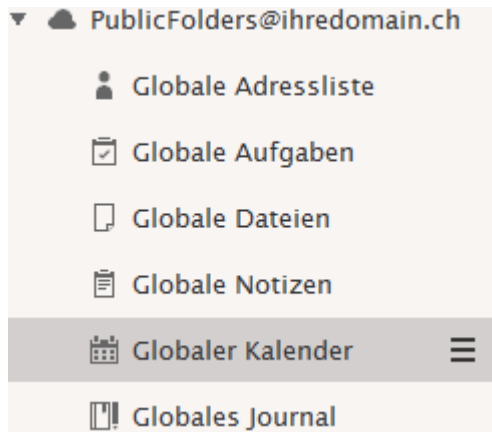 PublicFolders@ihredomain.ch
Globale Adressliste
Globale Aufgaben
Globale Dateien
Globale Notizen
Globaler Kalender
Globales Journal